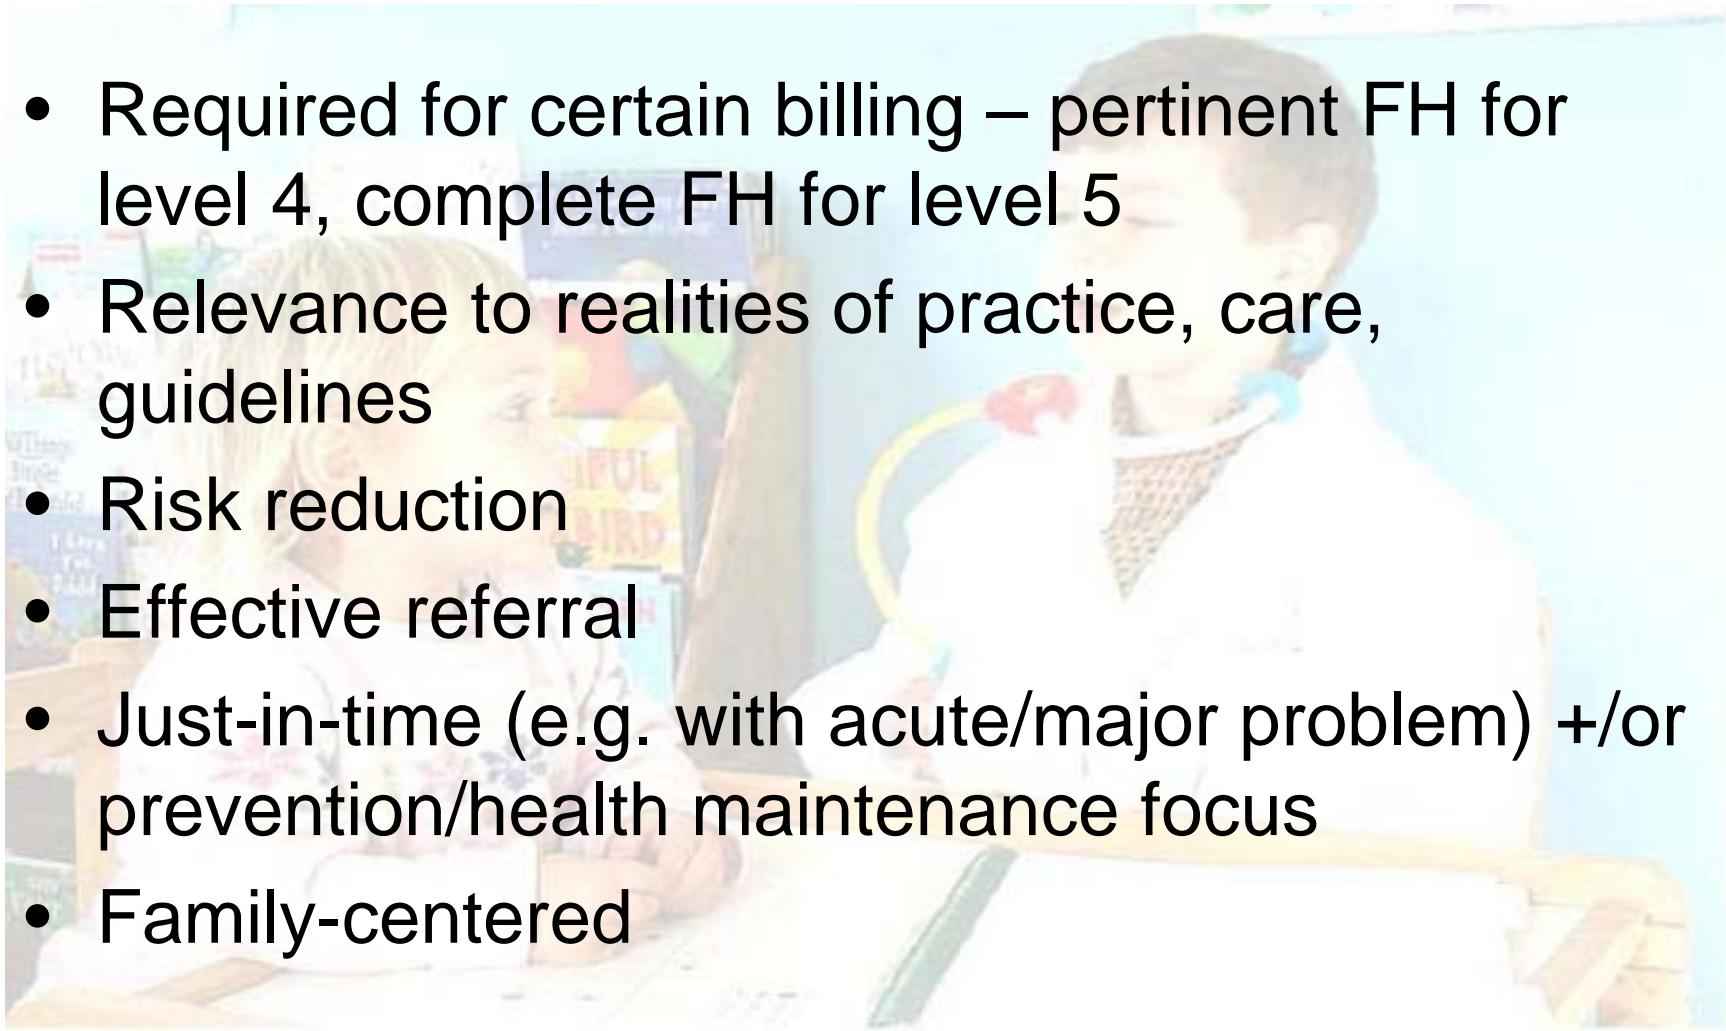 • Required for certain billing – pertinent FH for
level 4, complete FH for level 5
• Relevance to realities of practice, care,
guidelines
• Risk reduction
• Effective referral
• Just-in-time (e.g. with acute/major problem) +/or
prevention/health maintenance focus
• Family-centered